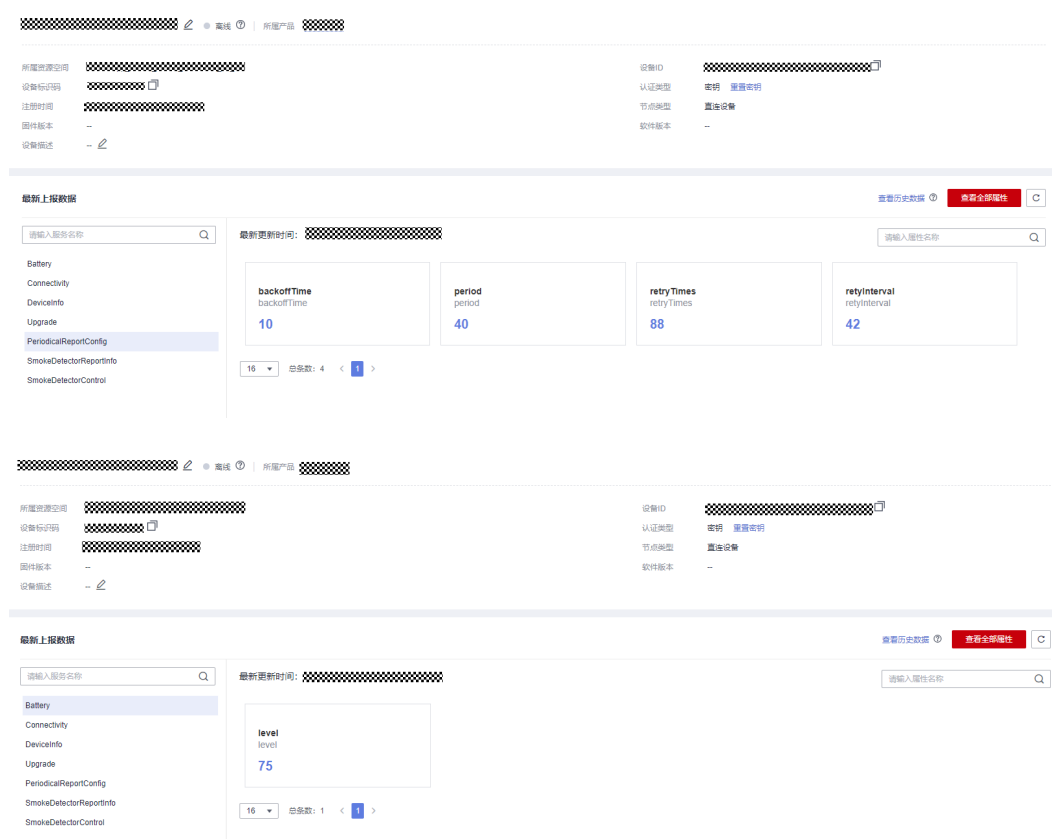 离线 所属产品
所属资源空间 设备ID
设备标识码 认证类型 密钥 重置密钥
注册时间 节点类型 直连设备
固件版本 -- 软件版本 --
设备描述 --
最新上报数据 查看历史数据 查看全部属性
请输入服务名称 最新更新时间: 请输入属性名称
Battery
Connectivity
DeviceInfo
Upgrade
PeriodicalReportConfig
SmokeDetectorReportInfo
SmokeDetectorControl
backoffTime period retryTimes retyInterval
backoffTime period retryTimes retyInterval
10 40 88 42
16 总条数: 4 < 1 >
离线 所属产品
所属资源空间 设备ID
设备标识码 认证类型 密钥 重置密钥
注册时间 节点类型 直连设备
固件版本 -- 软件版本 --
设备描述 --
最新上报数据 查看历史数据 查看全部属性
请输入服务名称 最新更新时间: 请输入属性名称
Battery
Connectivity
DeviceInfo
Upgrade
PeriodicalReportConfig
SmokeDetectorReportInfo
SmokeDetectorControl
level
level
75
16 总条数: 1 < 1 >